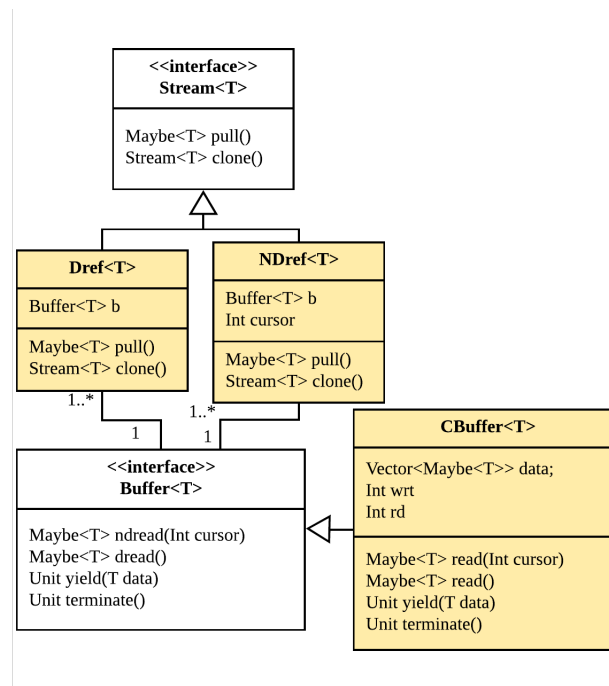 <<interface>>
Stream<T>
Maybe<T> pull()
Stream<T> clone()
Dref<T>
Buffer<T> b
Maybe<T> pull()
Stream<T> clone()
NDref<T>
Buffer<T> b
Int cursor
Maybe<T> pull()
Stream<T> clone()
1..*
1
1..*
1
<<interface>>
Buffer<T>
Maybe<T> ndread(Int cursor)
Maybe<T> dread()
Unit yield(T data)
Unit terminate()
CBuffer<T>
Vector<Maybe<T>> data;
Int wrt
Int rd
Maybe<T> read(Int cursor)
Maybe<T> read()
Unit yield(T data)
Unit terminate()